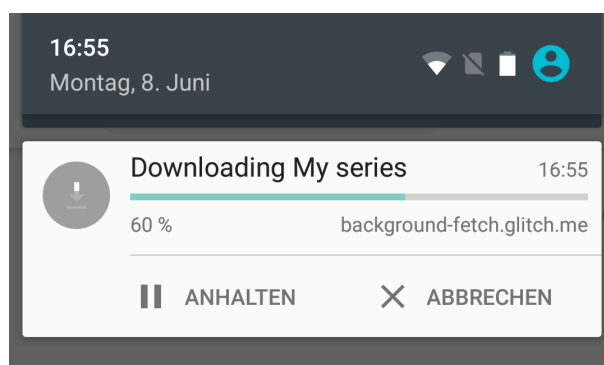 16:55
Montag, 8. Juni
Downloading My series 16:55
60 % background-fetch.glitch.me
ANHALTEN ABBRECHEN